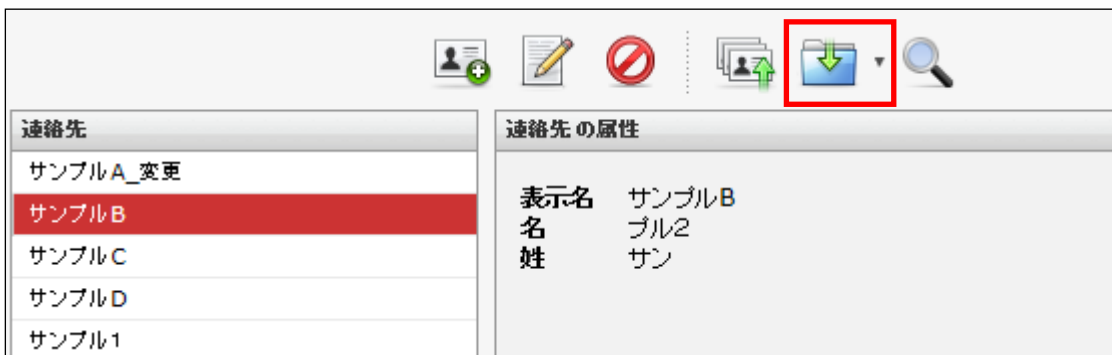 連絡先
サンプルA_変更
サンプルB
サンプルC
サンプルD
サンプル1
連絡先の属性
表示名 サンプルB
名 プル2
姓 サン